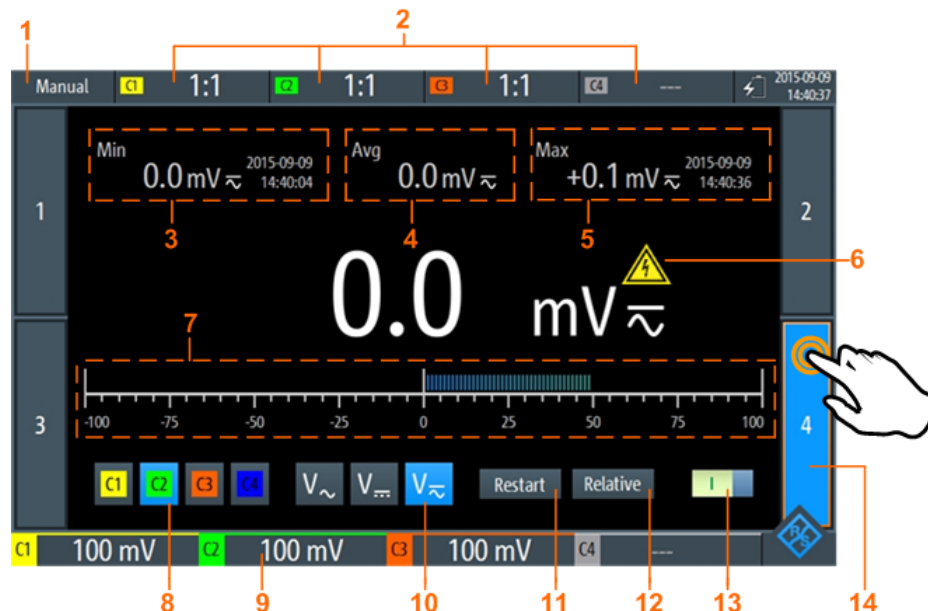 1
2
Manual C1 1:1 C2 1:1 C3 1:1 C4 --- 2015-09-09
14:40:37
Min 0.0 mV 2015-09-09
14:40:04
Avg 0.0 mV
Max +0.1 mV 2015-09-09
14:40:36
3
4
5
1
2
0.0 mV
6
7
-100 -75 -50 -25 0 25 50 75 100
3
4
C1 C2 C3 C4 V~ V⎓ V⏦ Restart Relative I
C1 100 mV C2 100 mV C3 100 mV C4 --- R/S
8 9 10 11 12 13 14